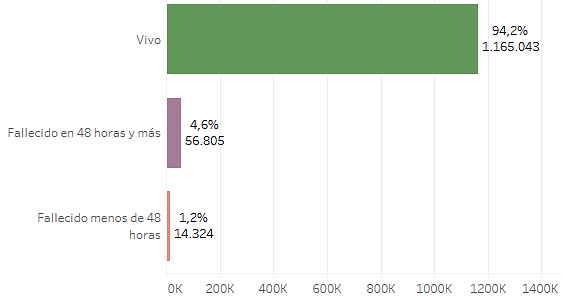 Vivo
94,2%
1.165.043
Fallecido en 48 horas y más
4,6%
56.805
Fallecido menos de 48
horas
1,2%
14.324
0K 200K 400K 600K 800K 1000K 1200K 1400K